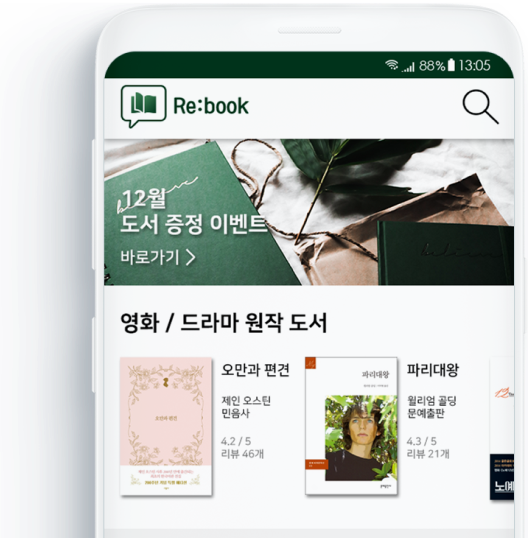 88% 13:05
Re:book
12월
도서 증정 이벤트
바로가기 >
believe
영화 / 드라마 원작 도서
오만과 편견
제인 오스틴
민음사
4.2 / 5
리뷰 46개
오만과 편견
파리대왕
파리대왕
윌리엄 골딩
문예출판
4.3 / 5
리뷰 21개
노예